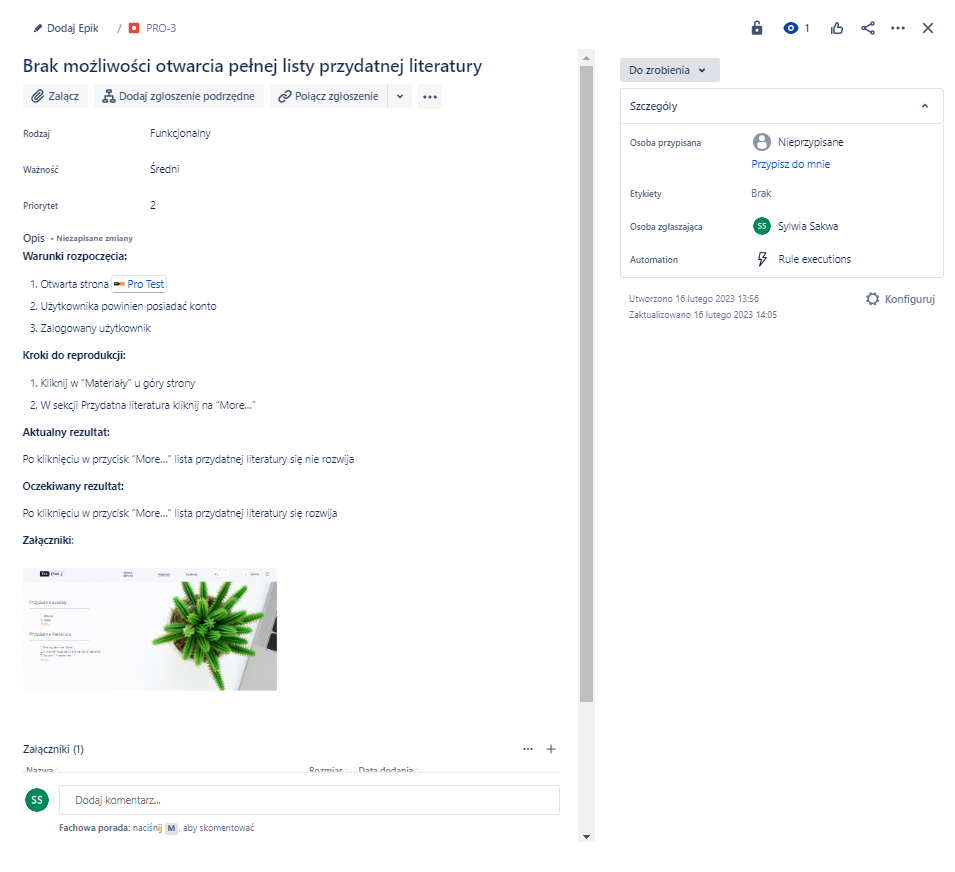 Dodaj Epik / PRO-3
1
Brak możliwości otwarcia pełnej listy przydatnej literatury
Załącz Dodaj zgłoszenie podrzędne Połącz zgłoszenie
Rodzaj Funkcjonalny
Ważność Średni
Priorytet 2
Opis • Niezapisane zmiany
Warunki rozpoczęcia:
1. Otwarta strona Pro Test
2. Użytkownika powinien posiadać konto
3. Zalogowany użytkownik
Kroki do reprodukcji:
1. Kliknij w “Materiały” u góry strony
2. W sekcji Przydatna literatura kliknij na “More...”
Aktualny rezultat:
Po kliknięciu w przycisk “More...” lista przydatnej literatury się nie rozwija
Oczekiwany rezultat:
Po kliknięciu w przycisk “More...” lista przydatnej literatury się rozwija
Załączniki:
Przydatne zasoby
Przydatna literatura
Załączniki (1)
Nazwa Rozmiar Data dodania
SS Dodaj komentarz...
Fachowa porada: naciśnij M, aby skomentować
Do zrobienia
Szczegóły
Osoba przypisana Nieprzypisane
Przypisz do mnie
Etykiety Brak
Osoba zgłaszająca SS Sylwia Sakwa
Automation Rule executions
Utworzono 16 lutego 2023 13:56 Konfiguruj
Zaktualizowano 16 lutego 2023 14:05